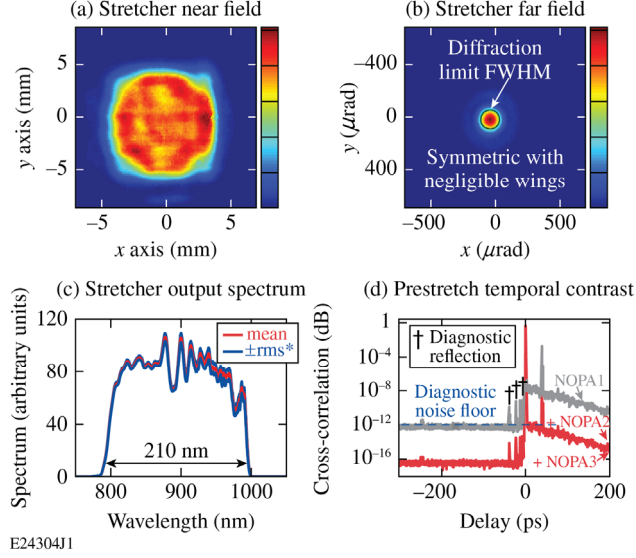 (a) Stretcher near field
y axis (mm)
5
0
–5
–5
0
5
x axis (mm)
(b) Stretcher far field
y (μrad)
–400
0
400
Diffraction
limit FWHM
Symmetric with
negligible wings
–500
0
500
x (μrad)
(c) Stretcher output spectrum
Spectrum (arbitrary units)
120
80
40
0
mean
±rms*
210 nm
800
900
1000
Wavelength (nm)
(d) Prestretch temporal contrast
Cross-correlation (dB)
1
10–4
10–8
10–12
10–16
† Diagnostic
reflection
† † †
NOPA1
Diagnostic
noise floor
+ NOPA2
+ NOPA3
–200
0
200
Delay (ps)
E24304J1